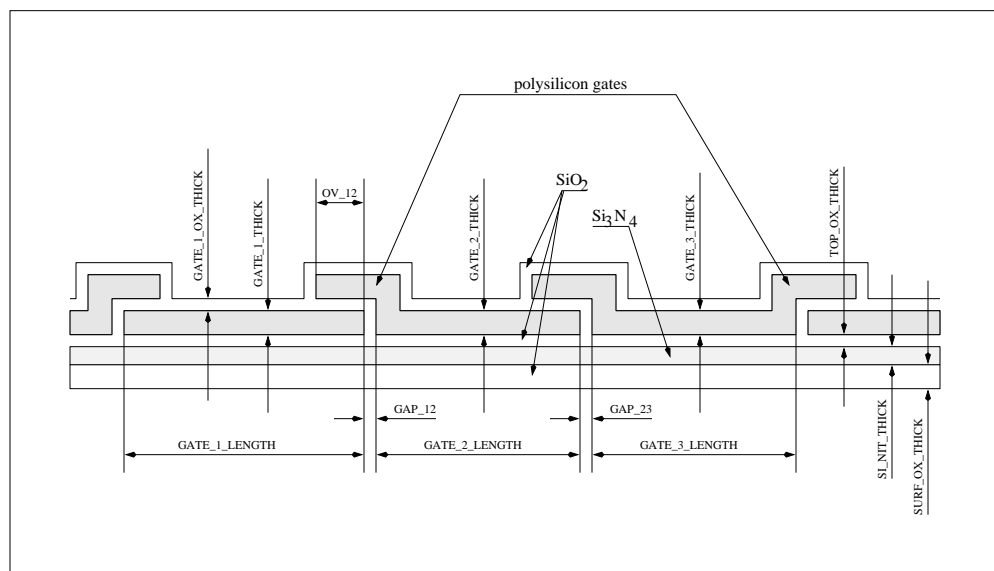 polysilicon gates
SiO2
Si3N4
OV_12
GATE_1_OX_THICK
GATE_1_THICK
GATE_2_THICK
GATE_3_THICK
TOP_OX_THICK
GAP_12
GAP_23
GATE_1_LENGTH
GATE_2_LENGTH
GATE_3_LENGTH
SI_NIT_THICK
SURF_OX_THICK